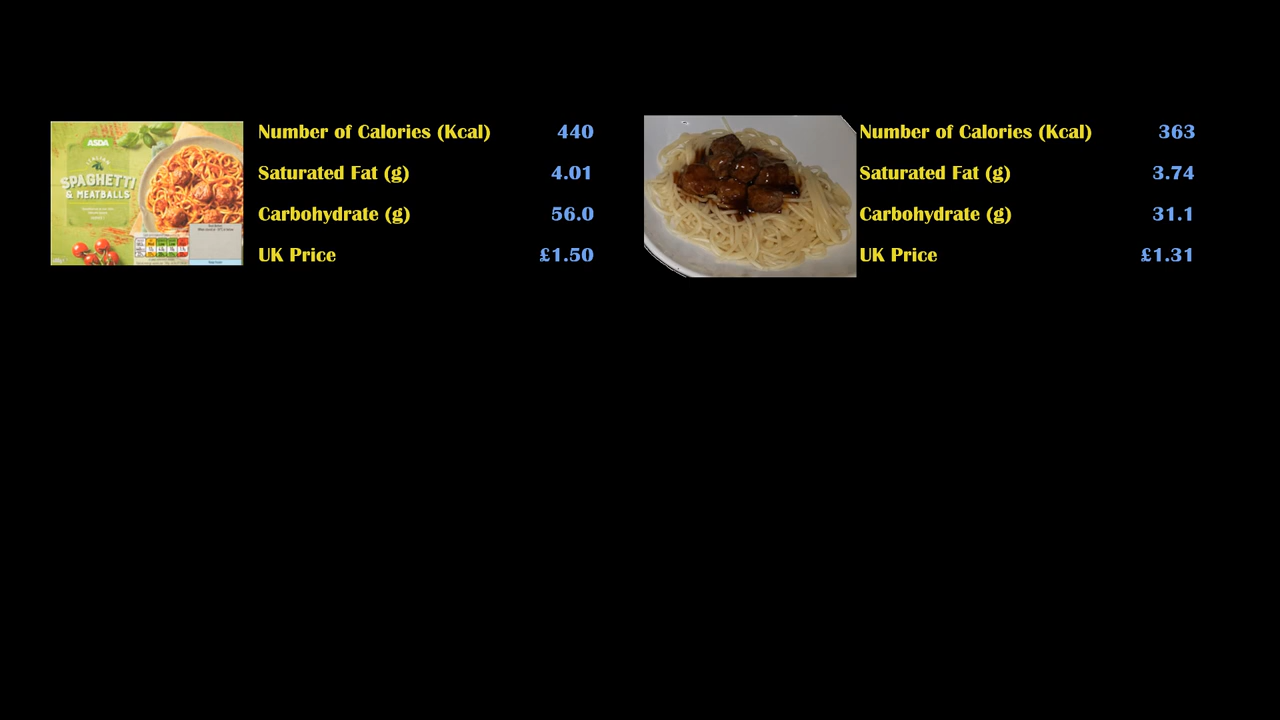 ASDA
ITALIAN
SPAGHETTI
& MEATBALLS
Number of Calories (Kcal) 440
Saturated Fat (g) 4.01
Carbohydrate (g) 56.0
UK Price £1.50
Number of Calories (Kcal) 363
Saturated Fat (g) 3.74
Carbohydrate (g) 31.1
UK Price £1.31